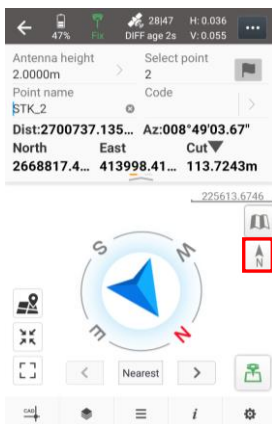 28|47 H:0.036
47% Fix DIFF age 2s V:0.055
Antenna height Select point
2.0000m 2
Point name Code
STK_2
Dist:2700737.135... Az:008°49'03.67"
North East Cut▼
2668817.4... 413998.41... 113.7243m
225613.6746
N
S W
E N
Nearest
CAD i